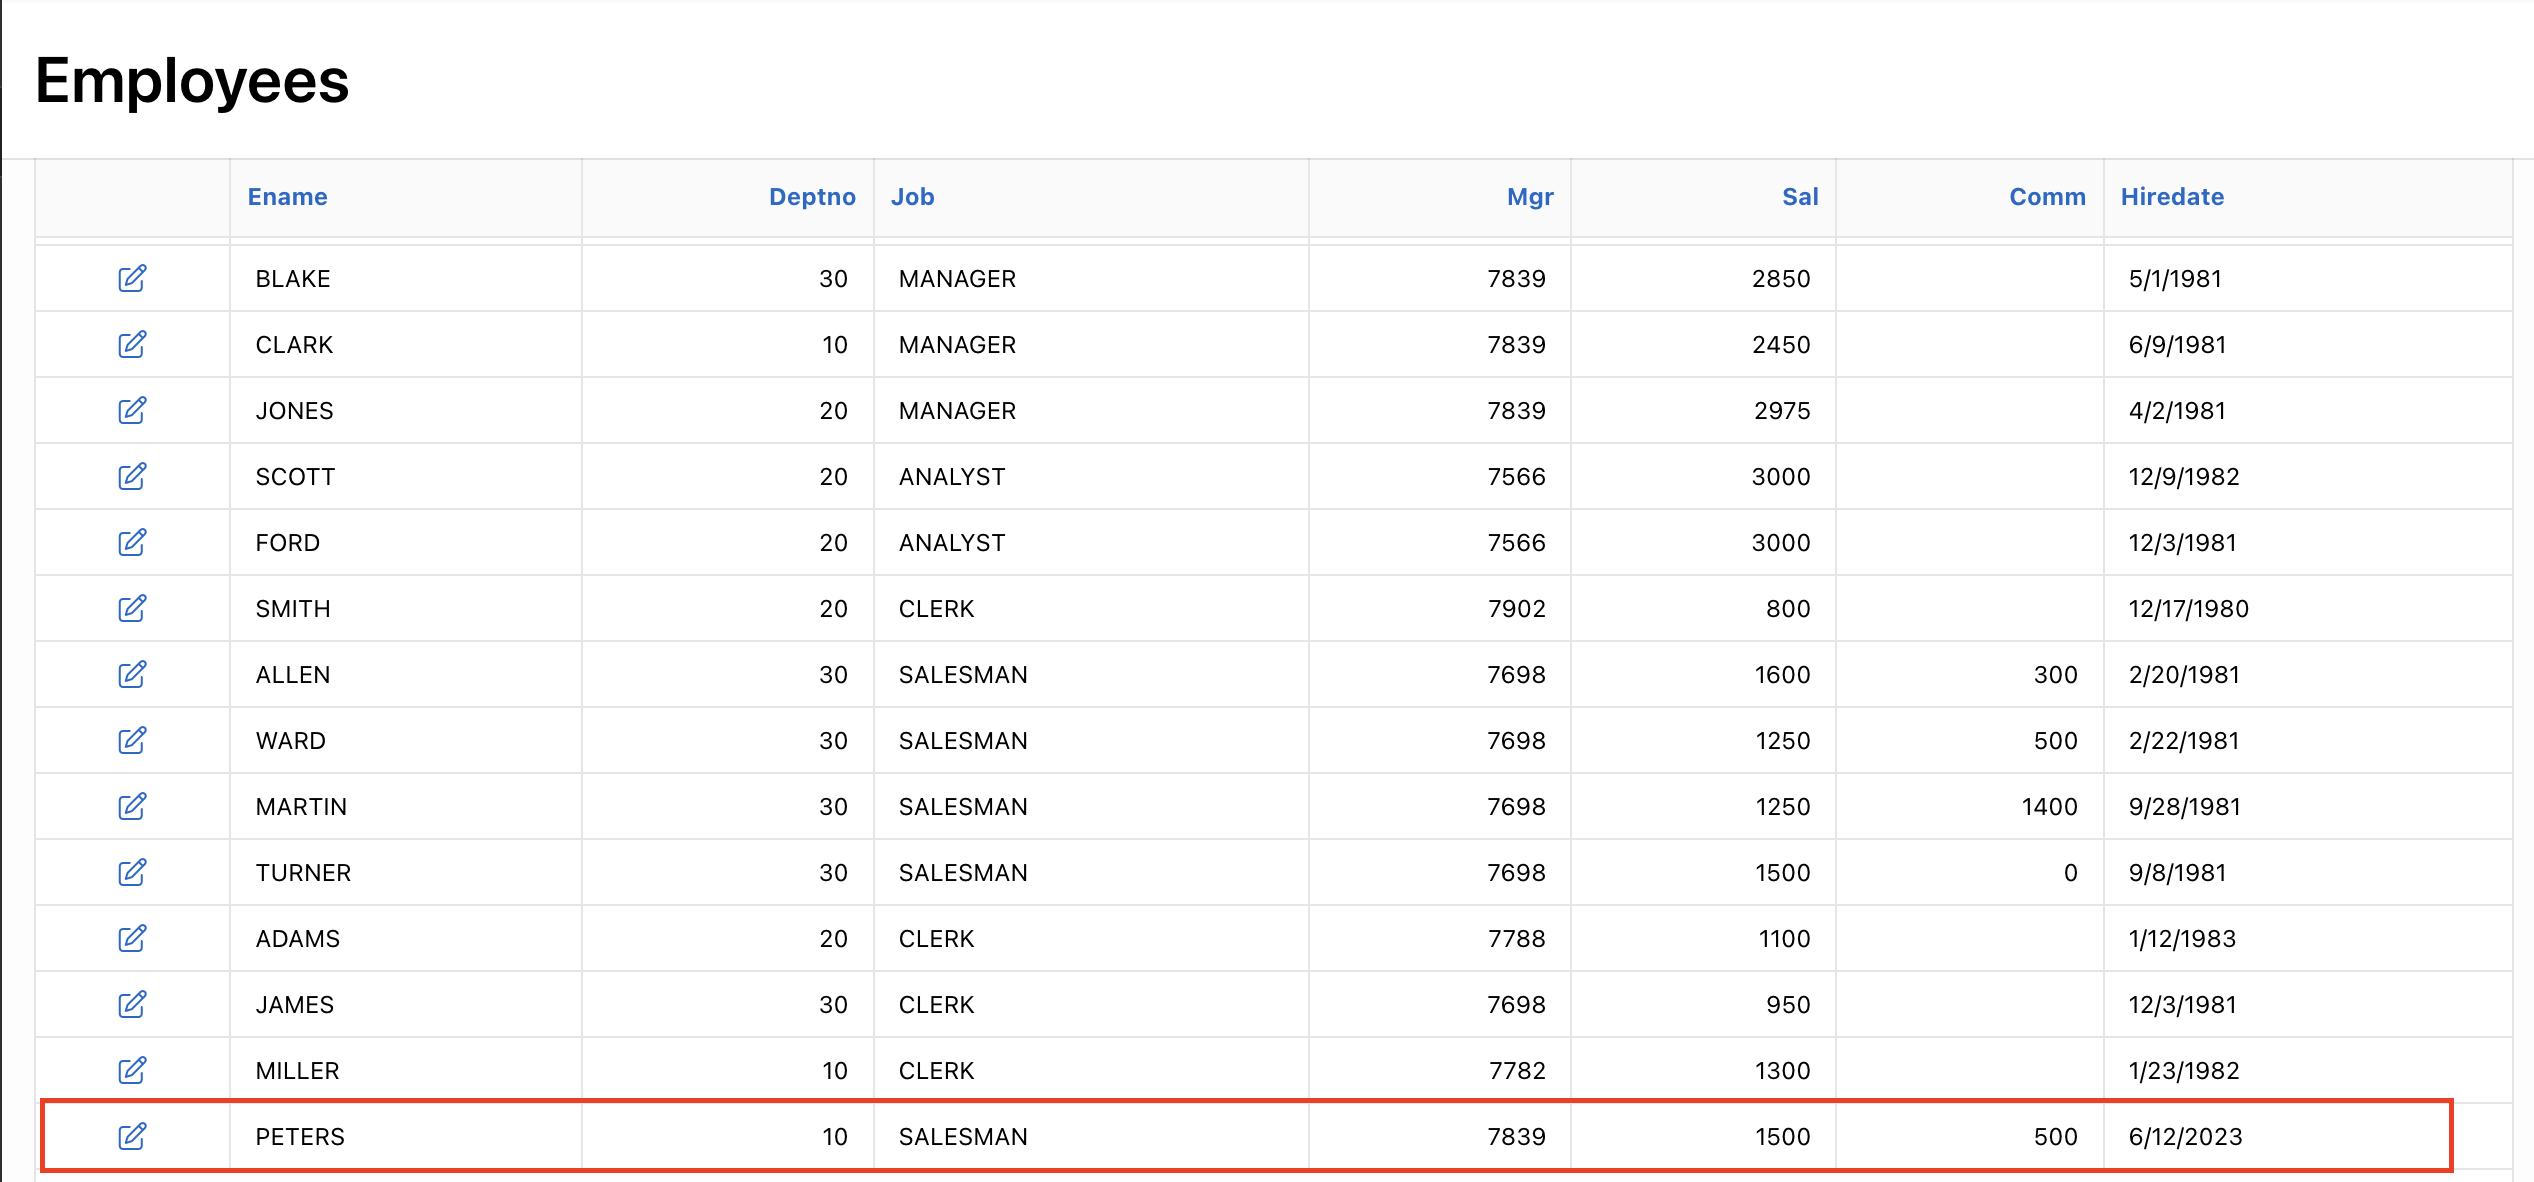 Employees
Ename Deptno Job Mgr Sal Comm Hiredate
BLAKE 30 MANAGER 7839 2850 5/1/1981
CLARK 10 MANAGER 7839 2450 6/9/1981
JONES 20 MANAGER 7839 2975 4/2/1981
SCOTT 20 ANALYST 7566 3000 12/9/1982
FORD 20 ANALYST 7566 3000 12/3/1981
SMITH 20 CLERK 7902 800 12/17/1980
ALLEN 30 SALESMAN 7698 1600 300 2/20/1981
WARD 30 SALESMAN 7698 1250 500 2/22/1981
MARTIN 30 SALESMAN 7698 1250 1400 9/28/1981
TURNER 30 SALESMAN 7698 1500 0 9/8/1981
ADAMS 20 CLERK 7788 1100 1/12/1983
JAMES 30 CLERK 7698 950 12/3/1981
MILLER 10 CLERK 7782 1300 1/23/1982
PETERS 10 SALESMAN 7839 1500 500 6/12/2023